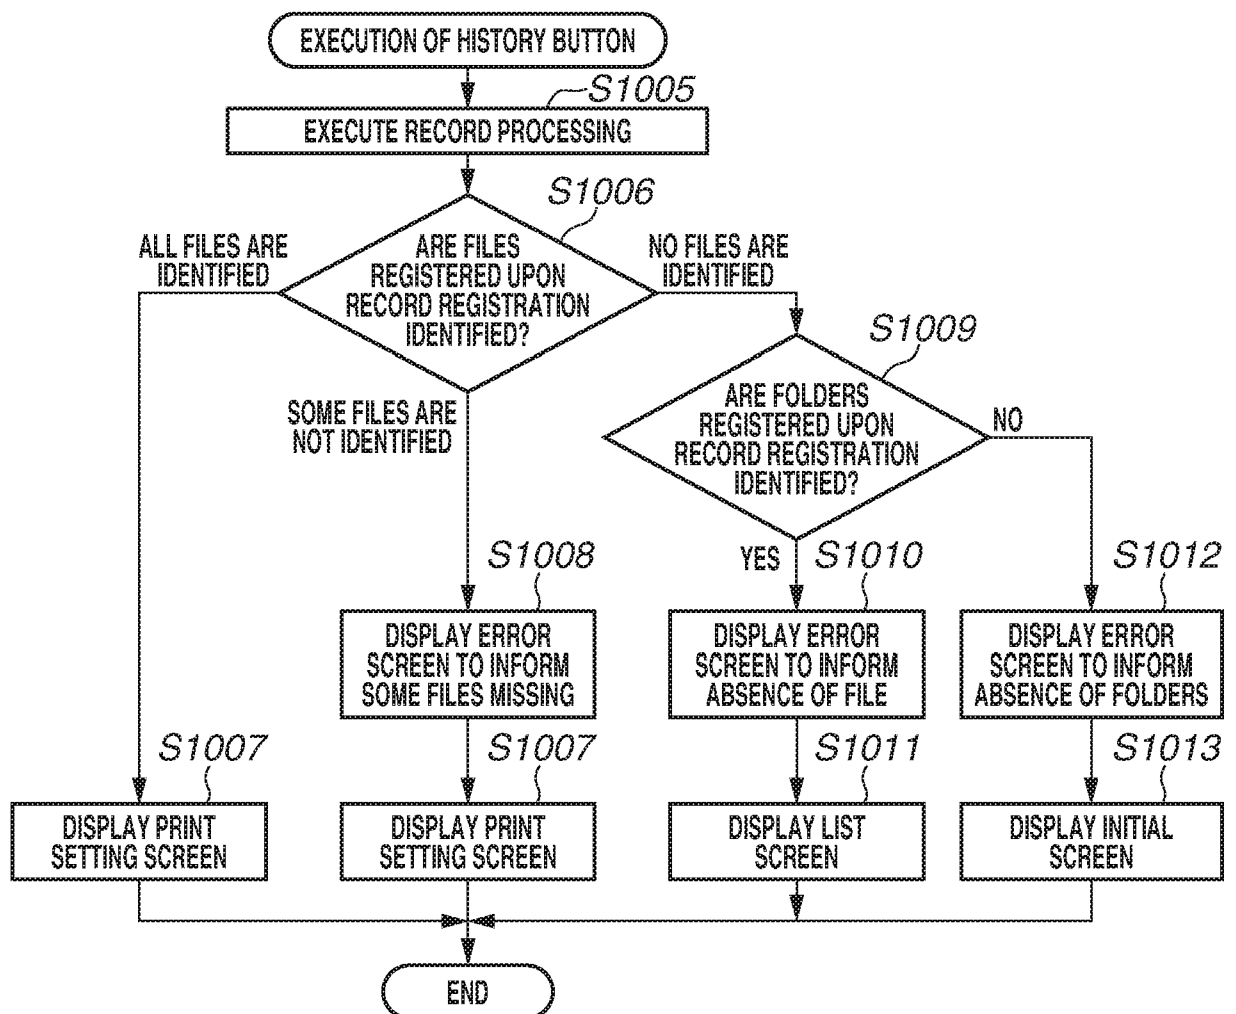 EXECUTION OF HISTORY BUTTON
S1005
EXECUTE RECORD PROCESSING
S1006
ALL FILES ARE
IDENTIFIED
ARE FILES
REGISTERED UPON
RECORD REGISTRATION
IDENTIFIED?
NO FILES ARE
IDENTIFIED
S1009
SOME FILES ARE
NOT IDENTIFIED
ARE FOLDERS
REGISTERED UPON
RECORD REGISTRATION
IDENTIFIED?
NO
YES
S1008
DISPLAY ERROR
SCREEN TO INFORM
SOME FILES MISSING
S1010
DISPLAY ERROR
SCREEN TO INFORM
ABSENCE OF FILE
S1012
DISPLAY ERROR
SCREEN TO INFORM
ABSENCE OF FOLDERS
S1007
DISPLAY PRINT
SETTING SCREEN
S1007
DISPLAY PRINT
SETTING SCREEN
S1011
DISPLAY LIST
SCREEN
S1013
DISPLAY INITIAL
SCREEN
END